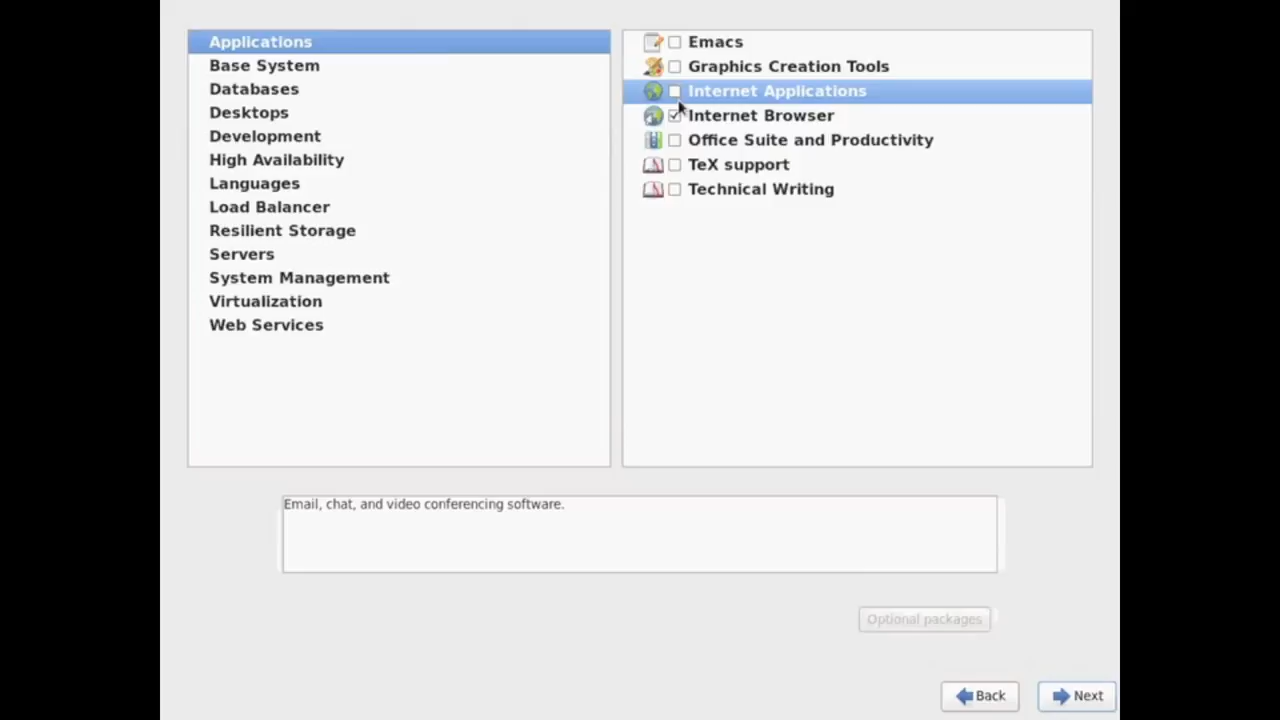 Applications
Base System
Databases
Desktops
Development
High Availability
Languages
Load Balancer
Resilient Storage
Servers
System Management
Virtualization
Web Services
Emacs
Graphics Creation Tools
Internet Applications
Internet Browser
Office Suite and Productivity
TeX support
Technical Writing
Email, chat, and video conferencing software.
Optional packages
Back
Next